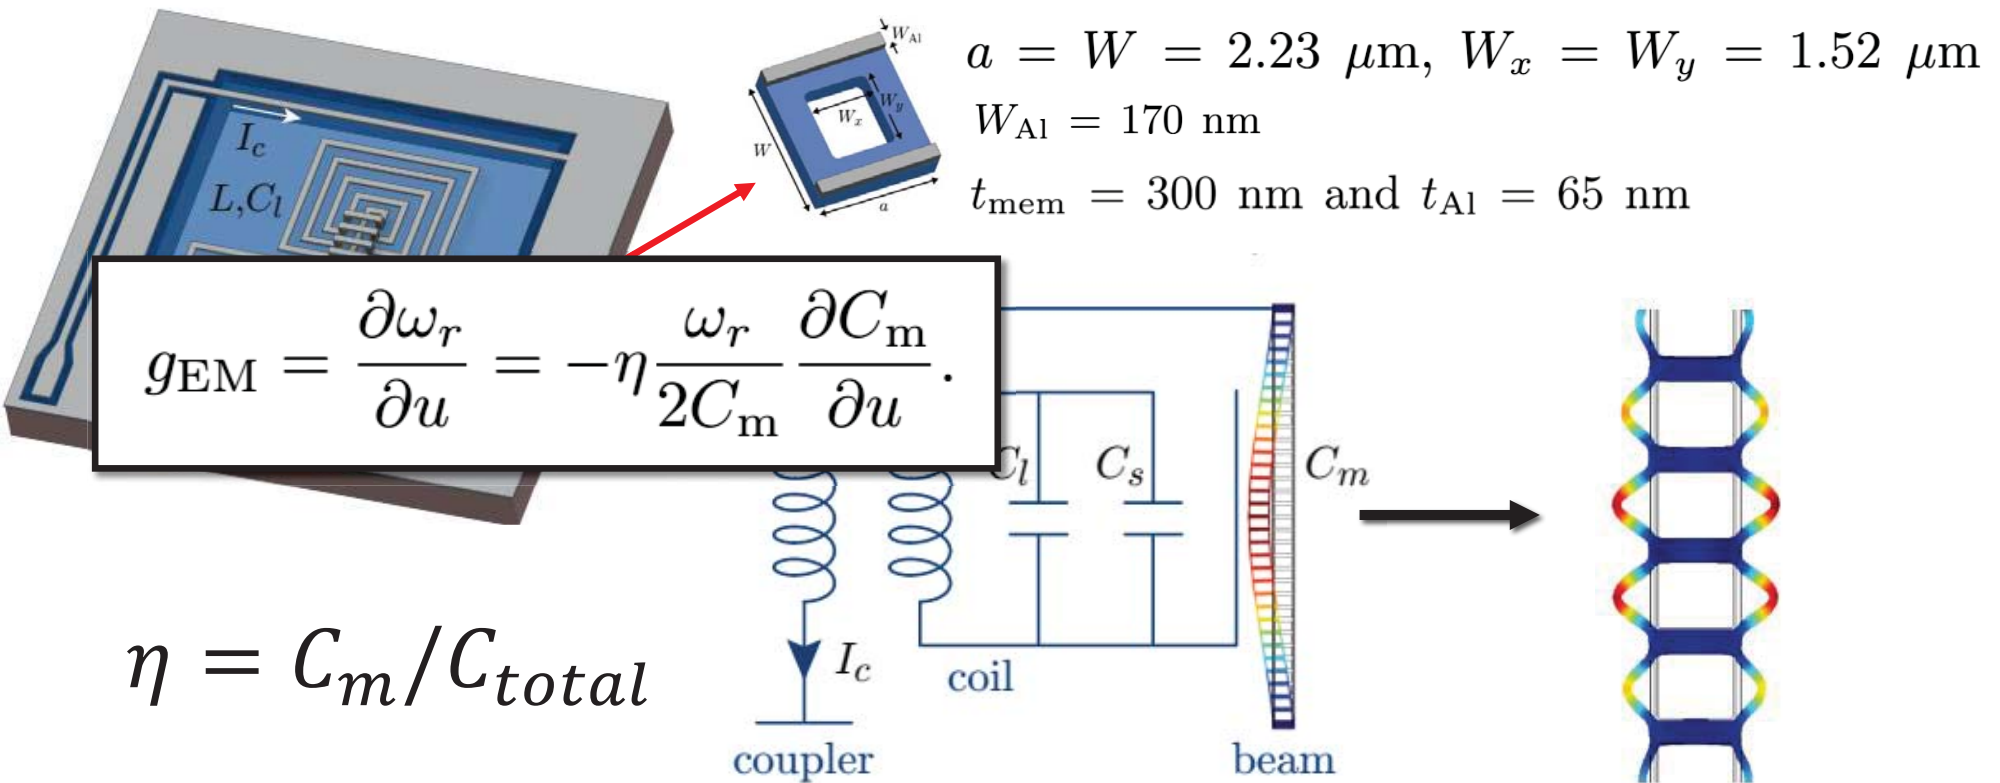 a = W = 2.23 μm, Wₓ = W_y = 1.52 μm
W_Al = 170 nm
t_mem = 300 nm and t_Al = 65 nm
W_Al
W_x
W_y
W
a
I_c
L,C_l
g_EM = ∂ω_r/∂u = −η ω_r/2C_m ∂C_m/∂u.
C_l
C_s
C_m
η = C_m/C_total
I_c
coil
coupler
beam